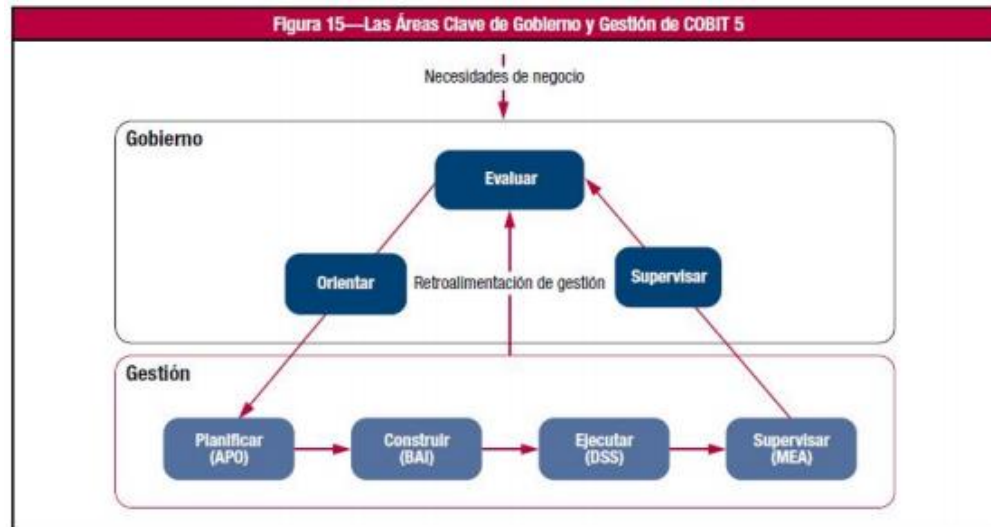 Figura 15—Las Áreas Clave de Gobierno y Gestión de COBIT 5
Necesidades de negocio
Gobierno
Evaluar
Orientar
Retroalimentación de gestión
Supervisar
Gestión
Planificar
(APO)
Construir
(BAI)
Ejecutar
(DSS)
Supervisar
(MEA)